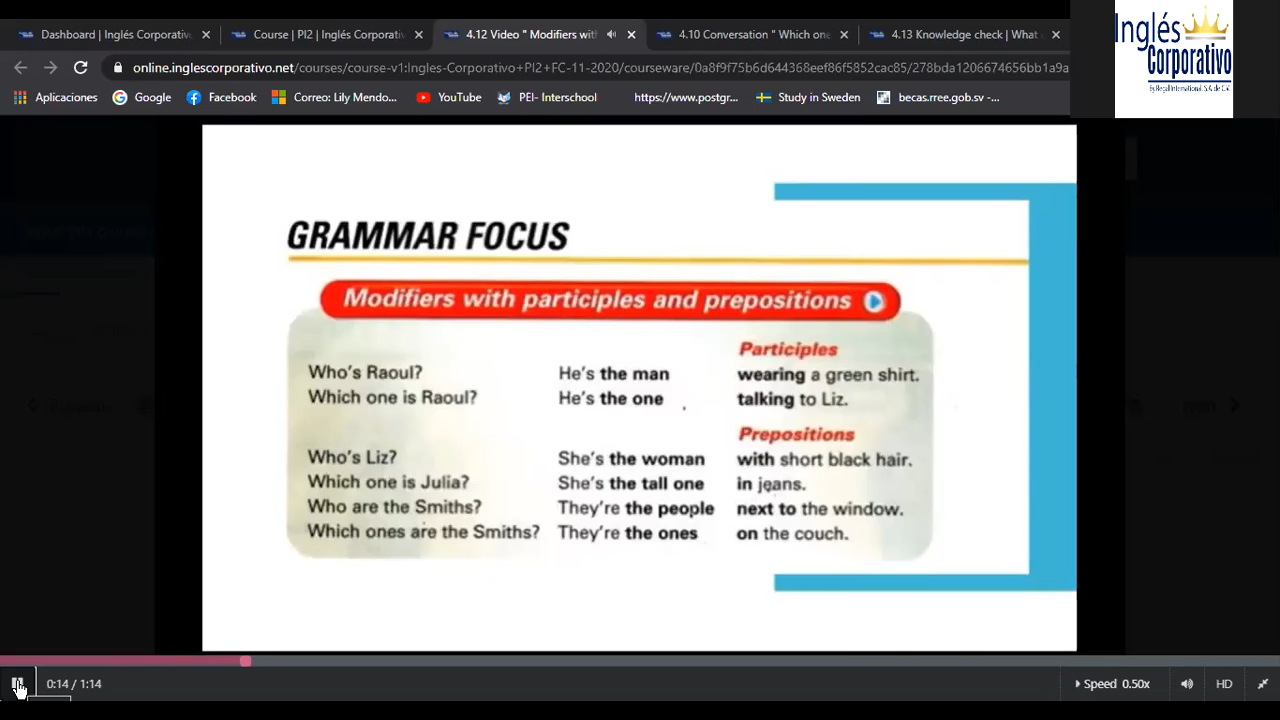 Dashboard | Inglés Corporativ
Course | PI2 | Inglés Corporativ
4.12 Video " Modifiers with
4.10 Conversation " Which one
4.13 Knowledge check | What
Inglés
Corporativo
By Regal International, S.A. de C.V.
online.inglescorporativo.net/courses/course-v1:Ingles-Corporativo+PI2+FC-11-2020/courseware/0a8f9f75b6d644368eef86f5852cac85/278bda1206674656bb1a9a
Aplicaciones
Google
Facebook
Correo: Lily Mendo...
YouTube
PEI- Interschool
https://www.postgr...
Study in Sweden
becas.rree.gob.sv -...
GRAMMAR FOCUS
Modifiers with participles and prepositions
Participles
Who's Raoul? He's the man wearing a green shirt.
Which one is Raoul? He's the one talking to Liz.
Prepositions
Who's Liz? She's the woman with short black hair.
Which one is Julia? She's the tall one in jeans.
Who are the Smiths? They're the people next to the window.
Which ones are the Smiths? They're the ones on the couch.
0:14 / 1:14
Speed 0.50x
HD